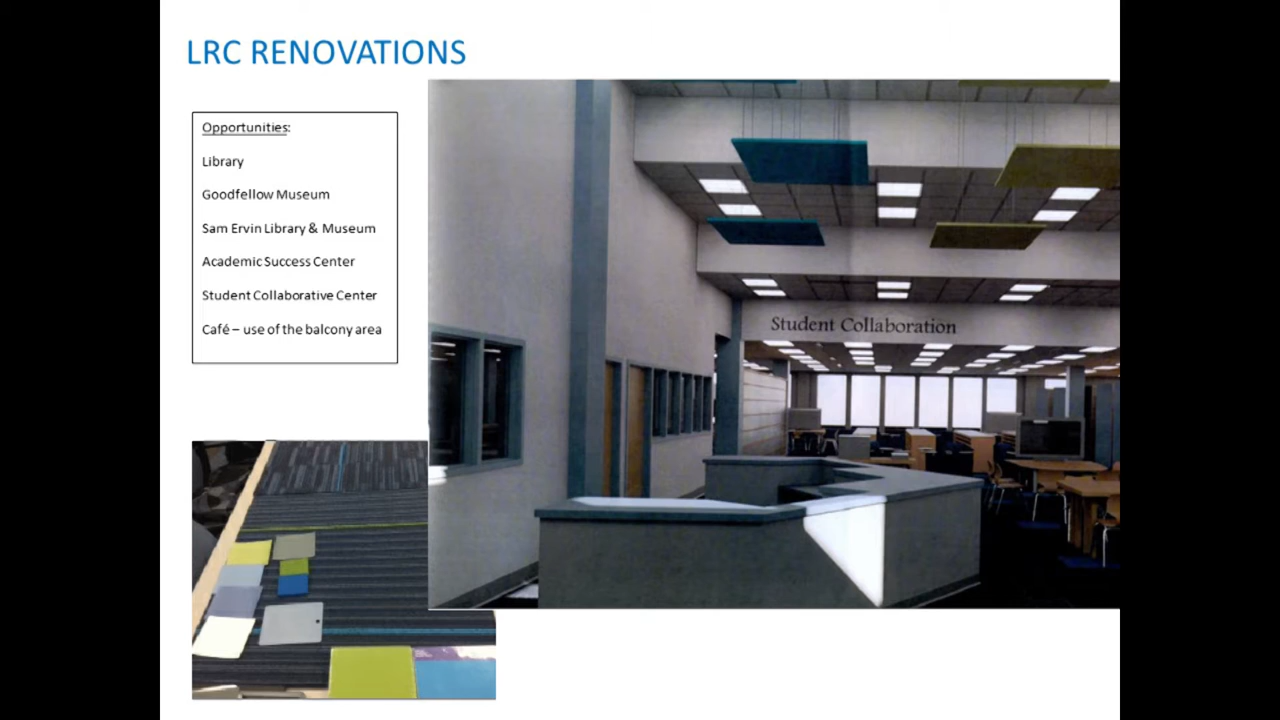 LRC RENOVATIONS
Opportunities:
Library
Goodfellow Museum
Sam Ervin Library & Museum
Academic Success Center
Student Collaborative Center
Café – use of the balcony area
Student Collaboration